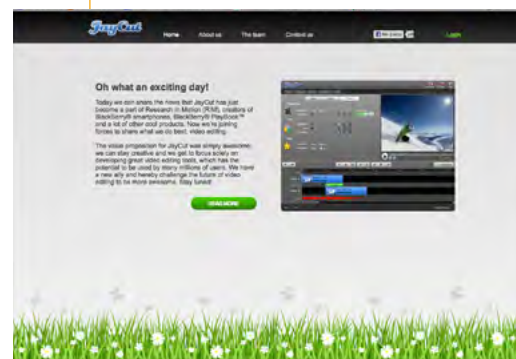 JayCut
Home About us The team Contact us Login
Oh what an exciting day!
Today we can share the news that JayCut has just
become a part of Research in Motion (RIM), creators of
BlackBerry® smartphones, BlackBerry® PlayBook™
and a lot of other cool products. Now we're joining
forces to share what we do best, video editing.
The vision proposition for JayCut was simply awesome:
we can stay creative and we get to focus solely on
developing great video editing tools, which has the
potential to be used by many millions of users. We have
a new ally and hereby challenge the future of video
editing to be more awesome. Stay tuned!
READ MORE